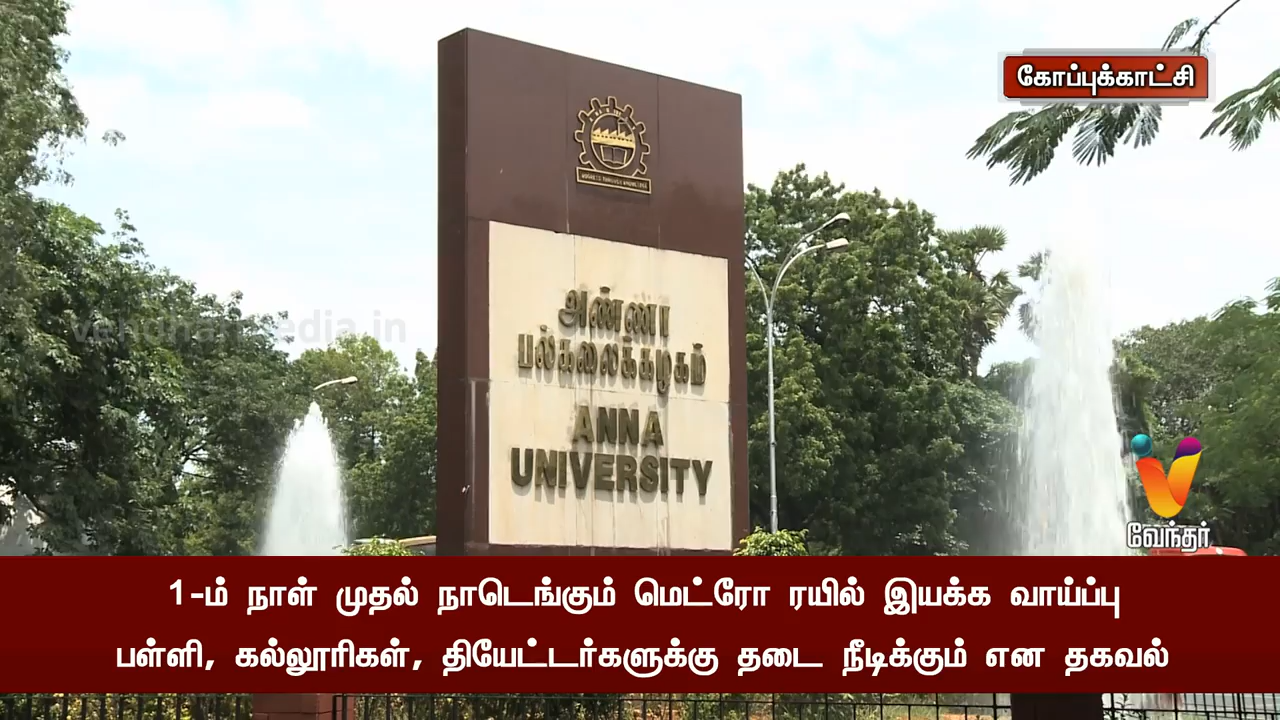 கோப்புக்காட்சி
அண்ணா
பல்கலைக்கழகம்
ANNA
UNIVERSITY
வேந்தர்
1-ம் நாள் முதல் நாடெங்கும் மெட்ரோ ரயில் இயக்க வாய்ப்பு
பள்ளி, கல்லூரிகள், தியேட்டர்களுக்கு தடை நீடிக்கும் என தகவல்